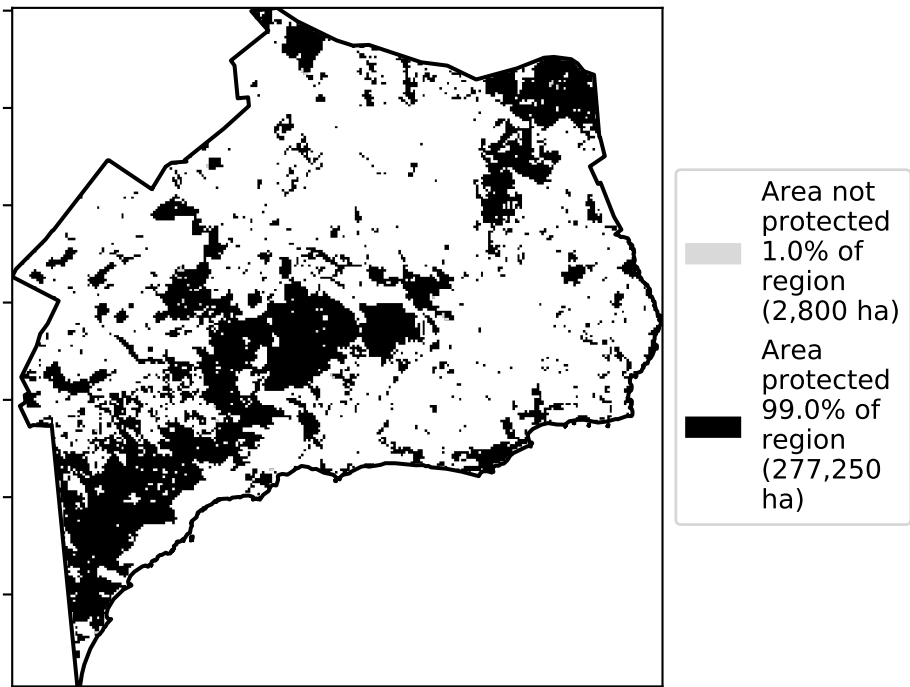 Area not
protected
1.0% of
region
(2,800 ha)
Area
protected
99.0% of
region
(277,250
ha)